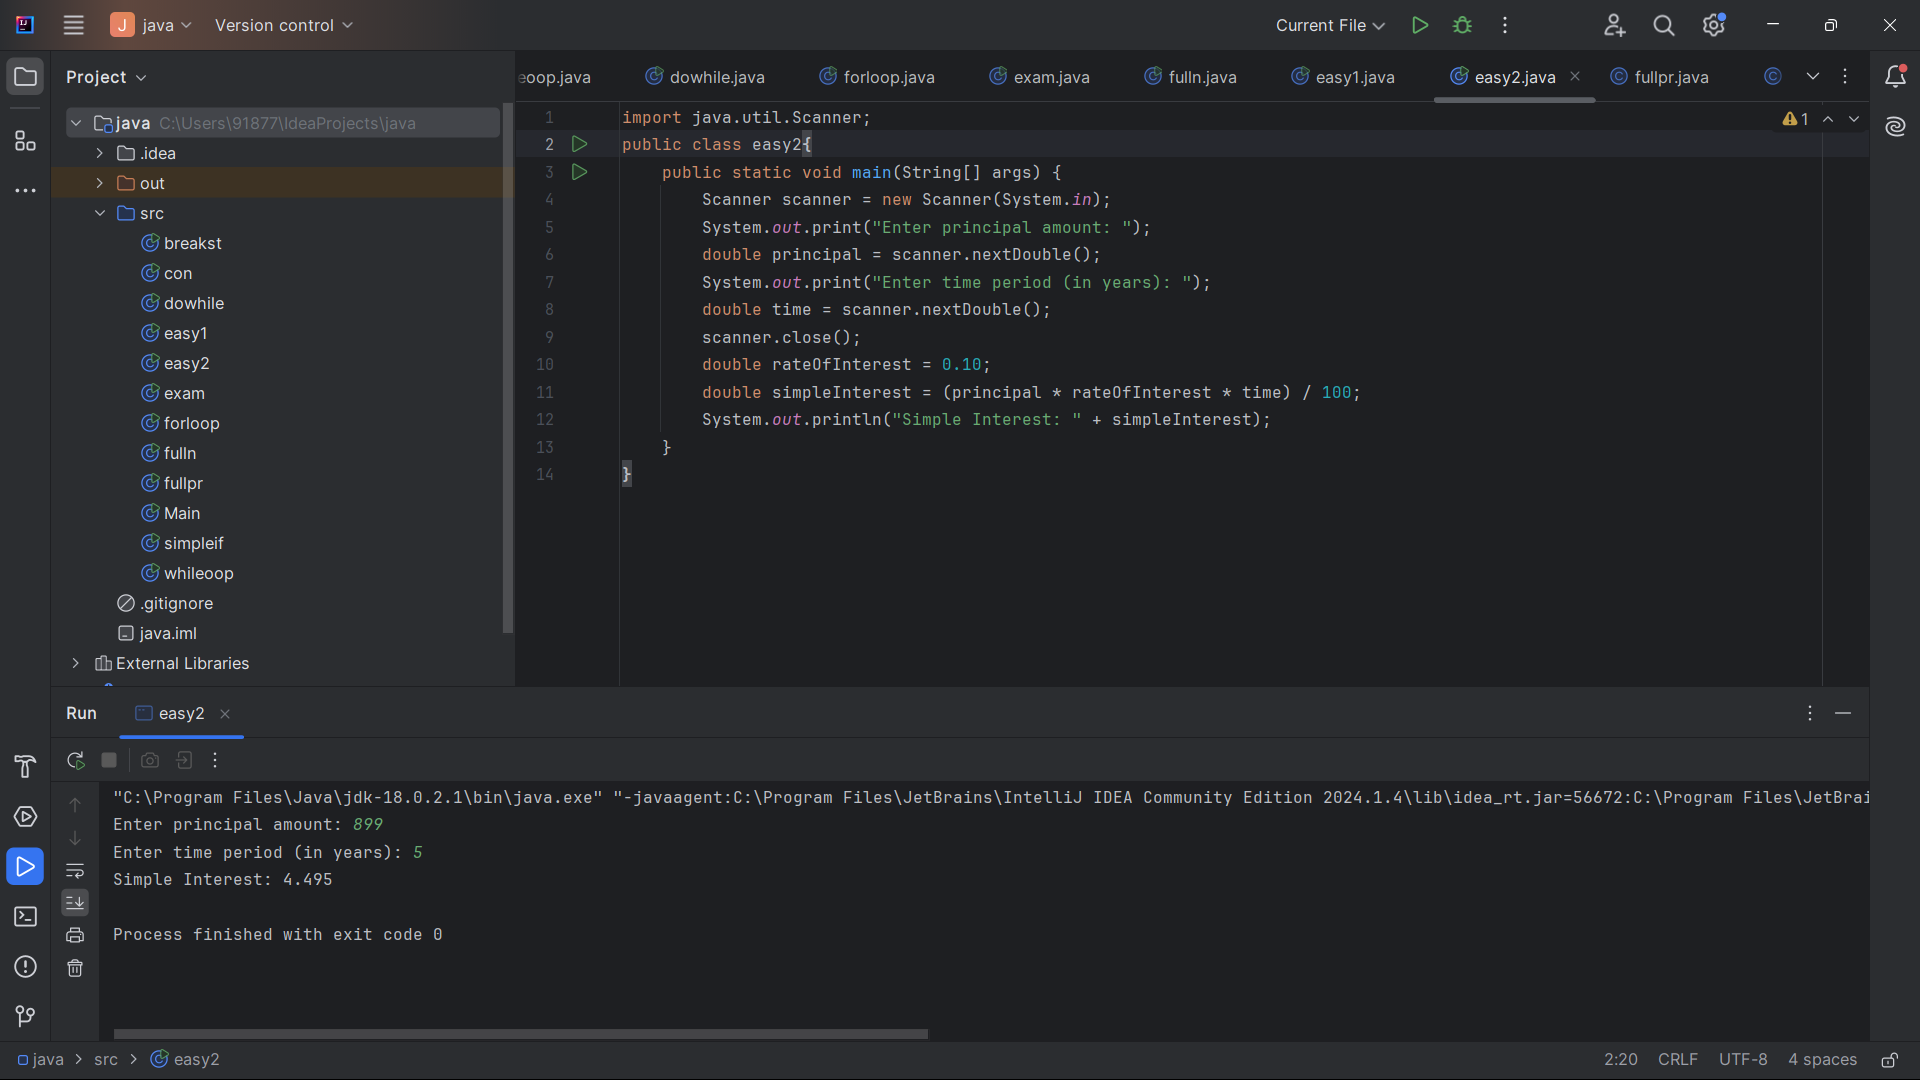 J java Version control Current File
Project
eoop.java dowhile.java forloop.java exam.java fulln.java easy1.java easy2.java fullpr.java
java C:\Users\91877\IdeaProjects\java
.idea
out
src
breakst
con
dowhile
easy1
easy2
exam
forloop
fulln
fullpr
Main
simpleif
whileoop
.gitignore
java.iml
External Libraries
1 import java.util.Scanner;
2 public class easy2{
3 public static void main(String[] args) {
4 Scanner scanner = new Scanner(System.in);
5 System.out.print("Enter principal amount: ");
6 double principal = scanner.nextDouble();
7 System.out.print("Enter time period (in years): ");
8 double time = scanner.nextDouble();
9 scanner.close();
10 double rateOfInterest = 0.10;
11 double simpleInterest = (principal * rateOfInterest * time) / 100;
12 System.out.println("Simple Interest: " + simpleInterest);
13 }
14 }
1
Run easy2
"C:\Program Files\Java\jdk-18.0.2.1\bin\java.exe" "-javaagent:C:\Program Files\JetBrains\IntelliJ IDEA Community Edition 2024.1.4\lib\idea_rt.jar=56672:C:\Program Files\JetBrai
Enter principal amount: 899
Enter time period (in years): 5
Simple Interest: 4.495
Process finished with exit code 0
java > src > easy2 2:20 CRLF UTF-8 4 spaces